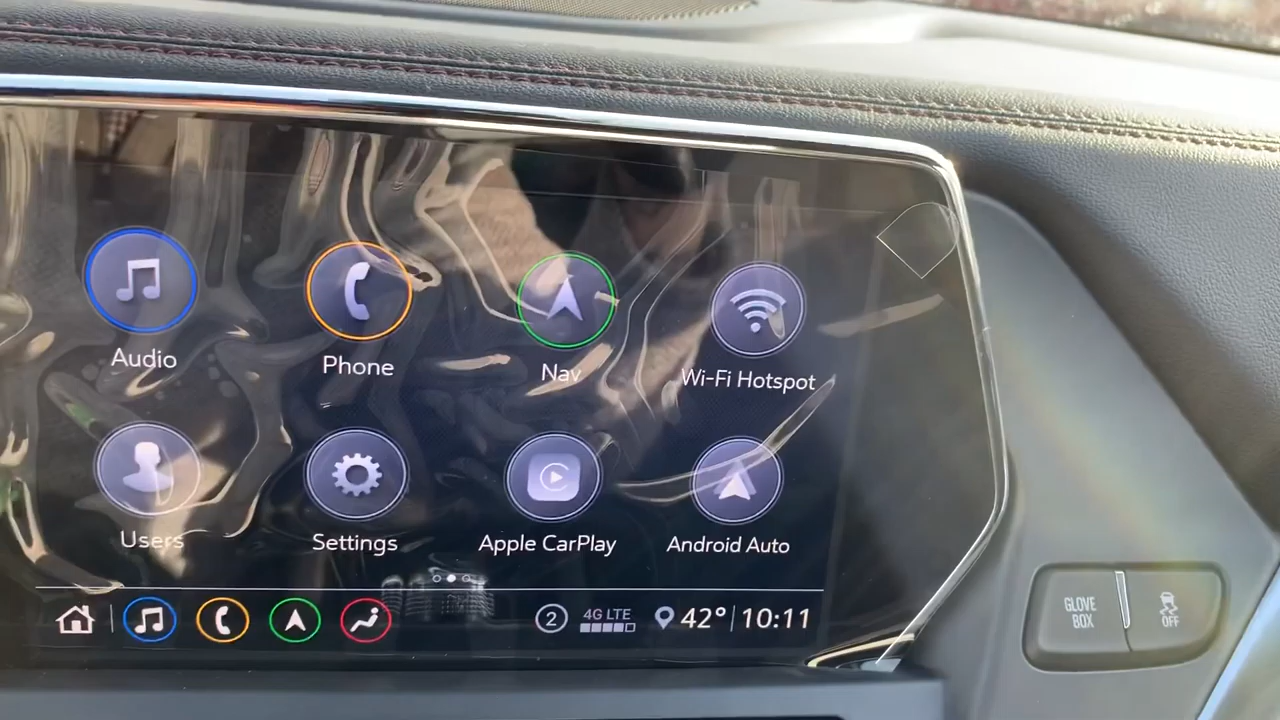 Audio
Phone
Nav
Wi-Fi Hotspot
Users
Settings
Apple CarPlay
Android Auto
2
4G LTE
42° 10:11
GLOVE
BOX
OFF